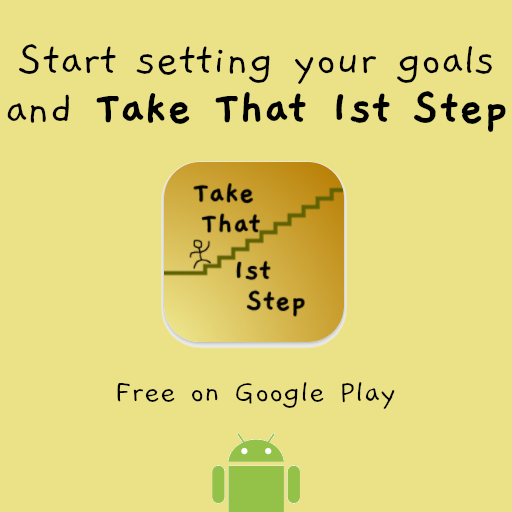 Start setting your goals
and Take That 1st Step
Take
That
1st
Step
Free on Google Play